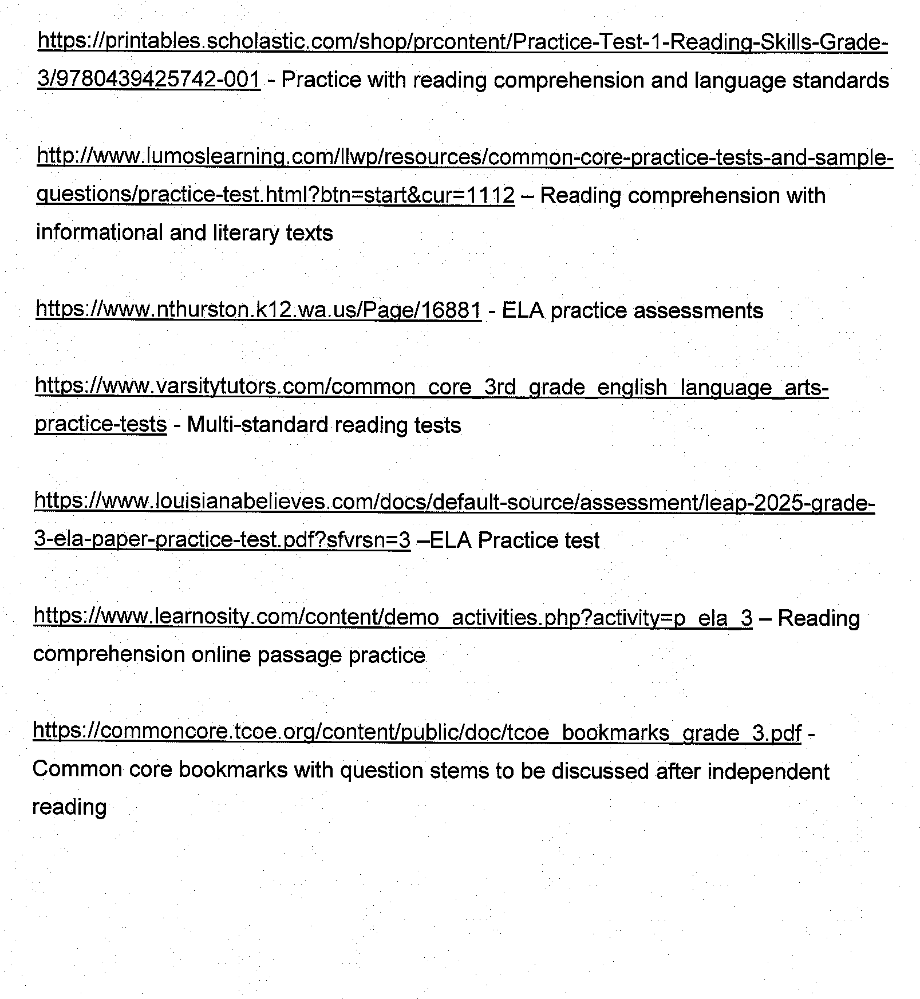 https://printables.scholastic.com/shop/prcontent/Practice-Test-1-Reading-Skills-Grade-
3/9780439425742-001 - Practice with reading comprehension and language standards
http://www.lumoslearning.com/llwp/resources/common-core-practice-tests-and-sample-
questions/practice-test.html?btn=start&cur=1112 – Reading comprehension with
informational and literary texts
https://www.nthurston.k12.wa.us/Page/16881 - ELA practice assessments
https://www.varsitytutors.com/common_core_3rd_grade_english_language_arts-
practice-tests - Multi-standard reading tests
https://www.louisianabelieves.com/docs/default-source/assessment/leap-2025-grade-
3-ela-paper-practice-test.pdf?sfvrsn=3 –ELA Practice test
https://www.learnosity.com/content/demo_activities.php?activity=p_ela_3 – Reading
comprehension online passage practice
https://commoncore.tcoe.org/content/public/doc/tcoe_bookmarks_grade_3.pdf -
Common core bookmarks with question stems to be discussed after independent
reading